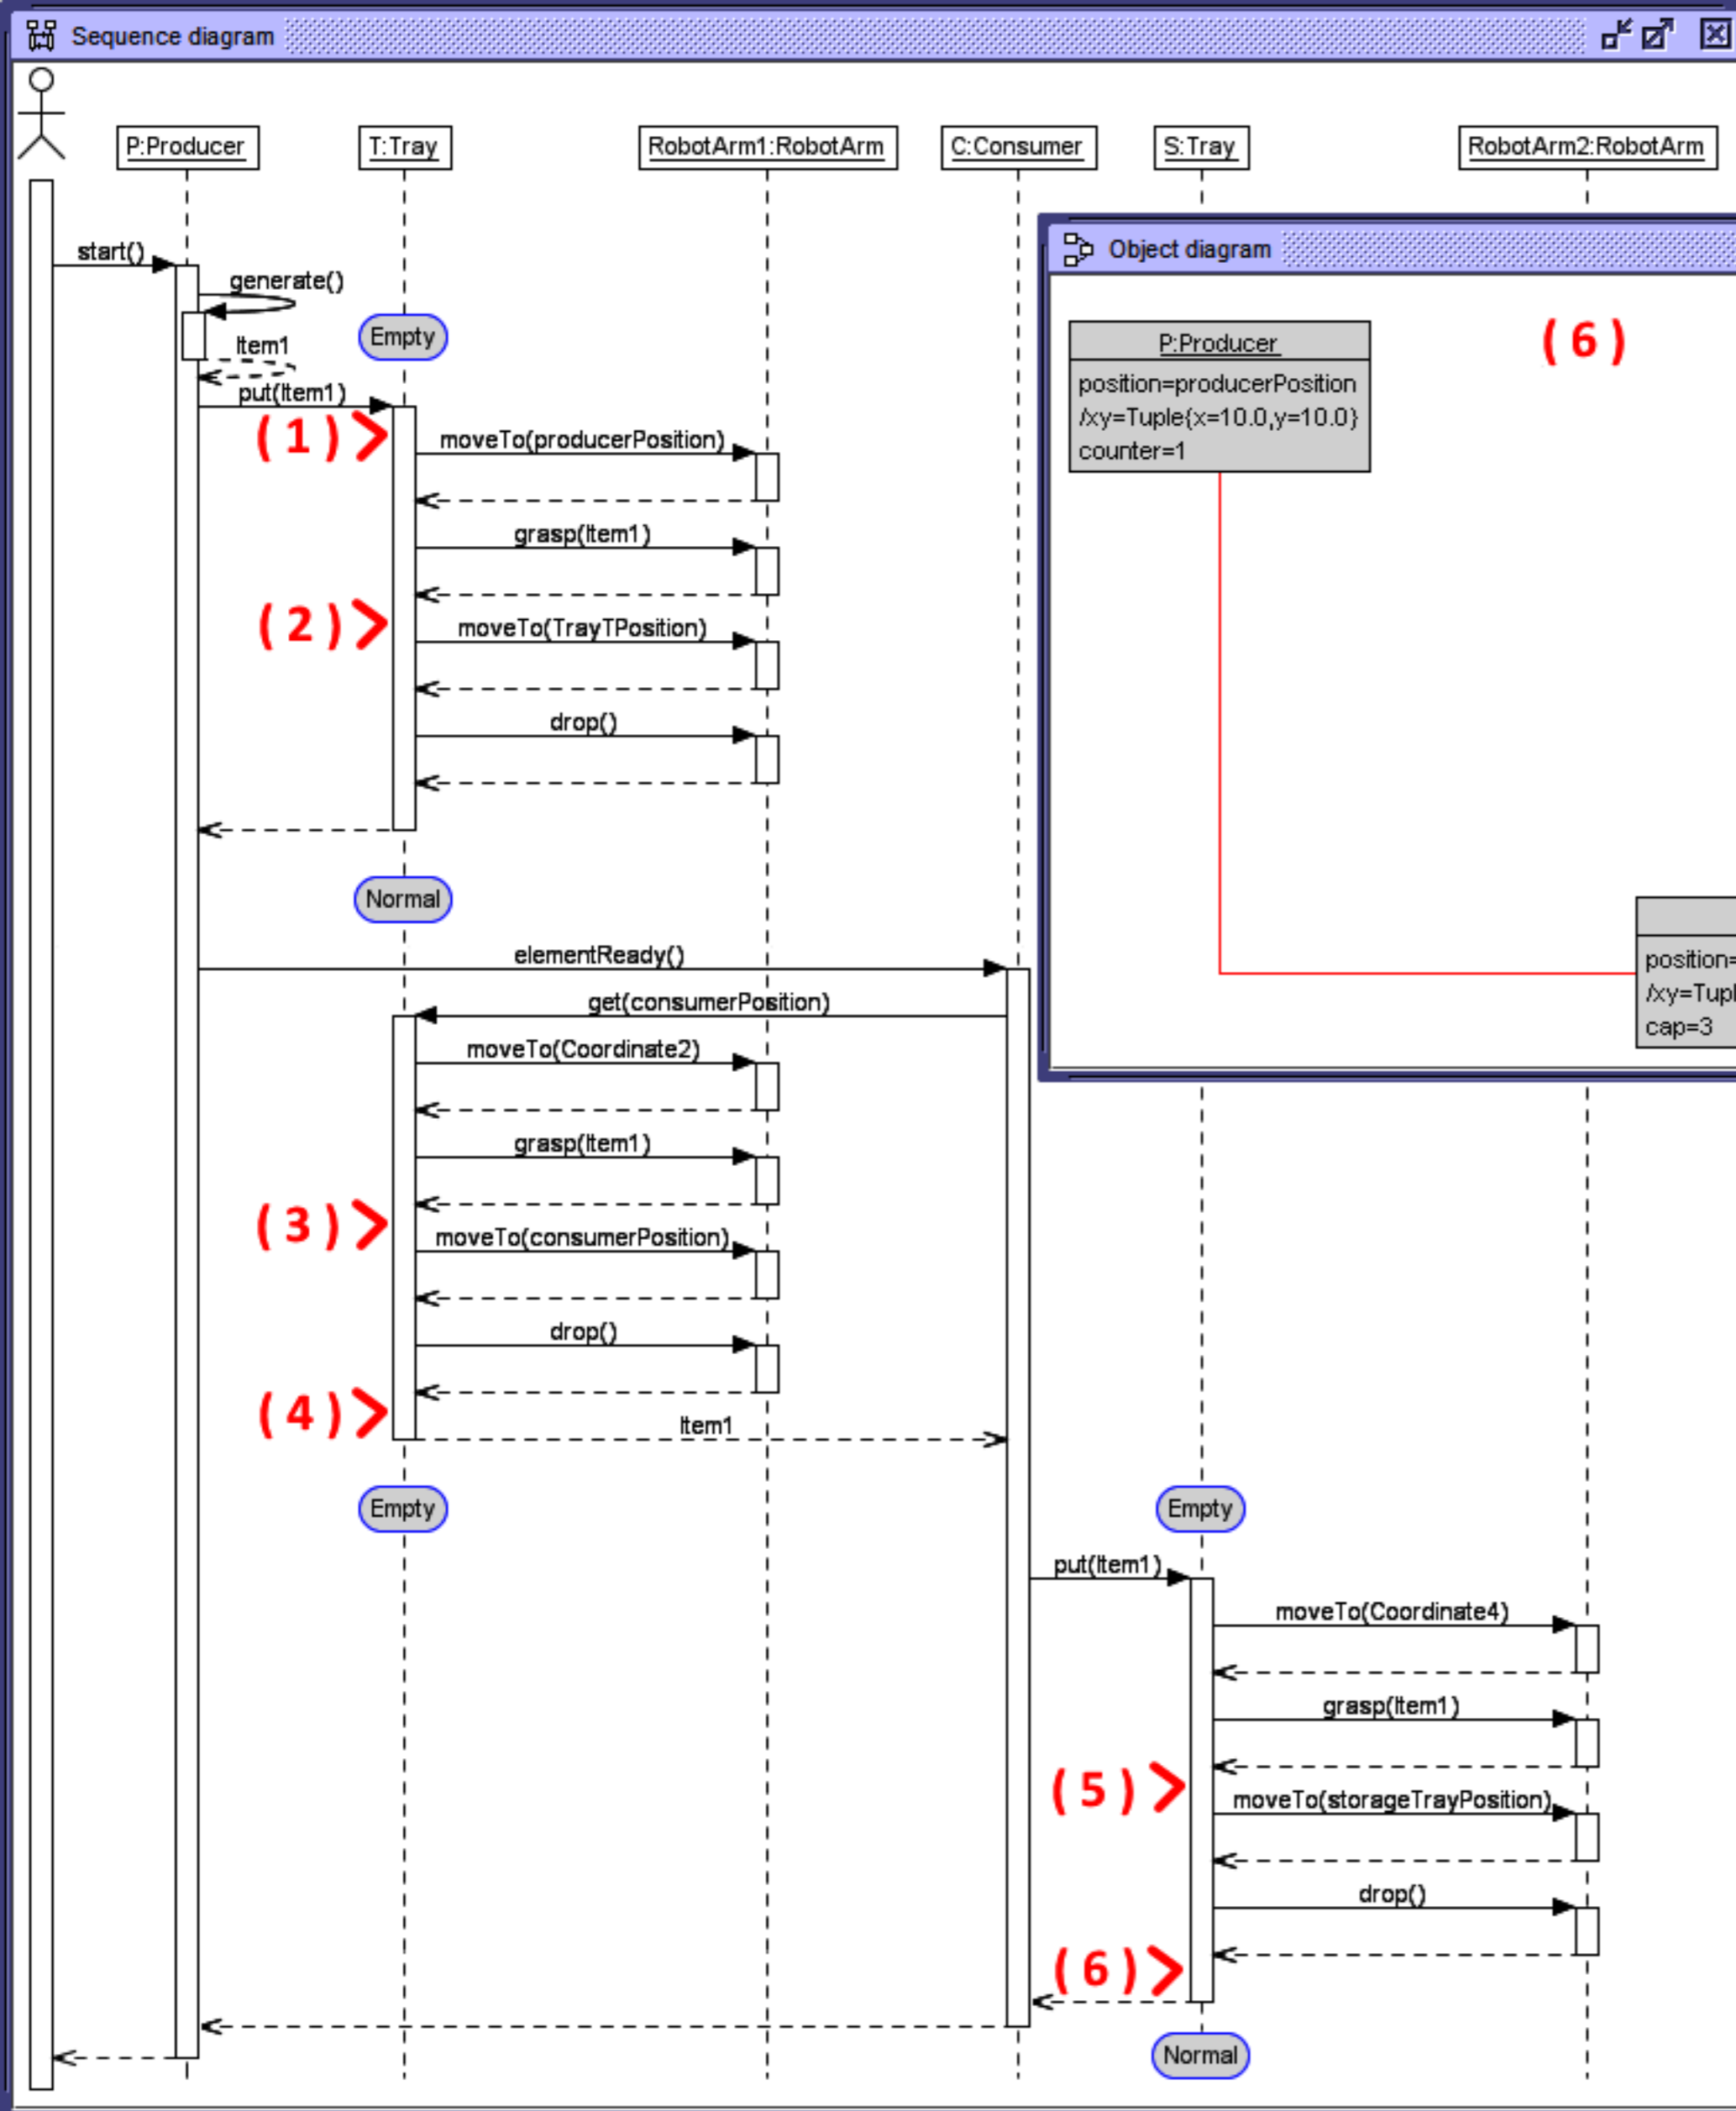 Sequence diagram
P:Producer
T:Tray
RobotArm1:RobotArm
C:Consumer
S:Tray
RobotArm2:RobotArm
start()
generate()
Item1
Empty
put(Item1)
( 1 )
moveTo(producerPosition)
grasp(Item1)
( 2 )
moveTo(TrayTPosition)
drop()
Normal
Object diagram
( 6 )
P:Producer
position=producerPosition
/xy=Tuple{x=10.0,y=10.0}
counter=1
position=
/xy=Tupl
cap=3
elementReady()
get(consumerPosition)
moveTo(Coordinate2)
grasp(Item1)
( 3 )
moveTo(consumerPosition)
drop()
( 4 )
Item1
Empty
Empty
put(Item1)
moveTo(Coordinate4)
grasp(Item1)
( 5 )
moveTo(storageTrayPosition)
drop()
( 6 )
Normal